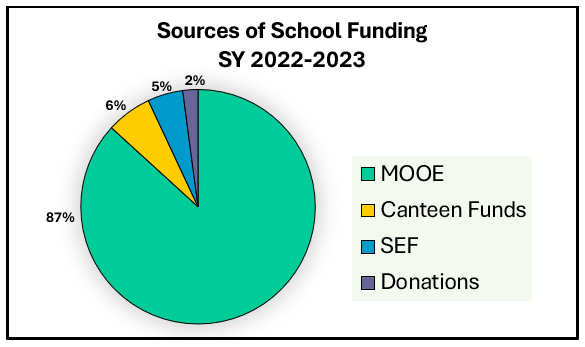 Sources of School Funding
SY 2022-2023
2%
5%
6%
87%
MOOE
Canteen Funds
SEF
Donations